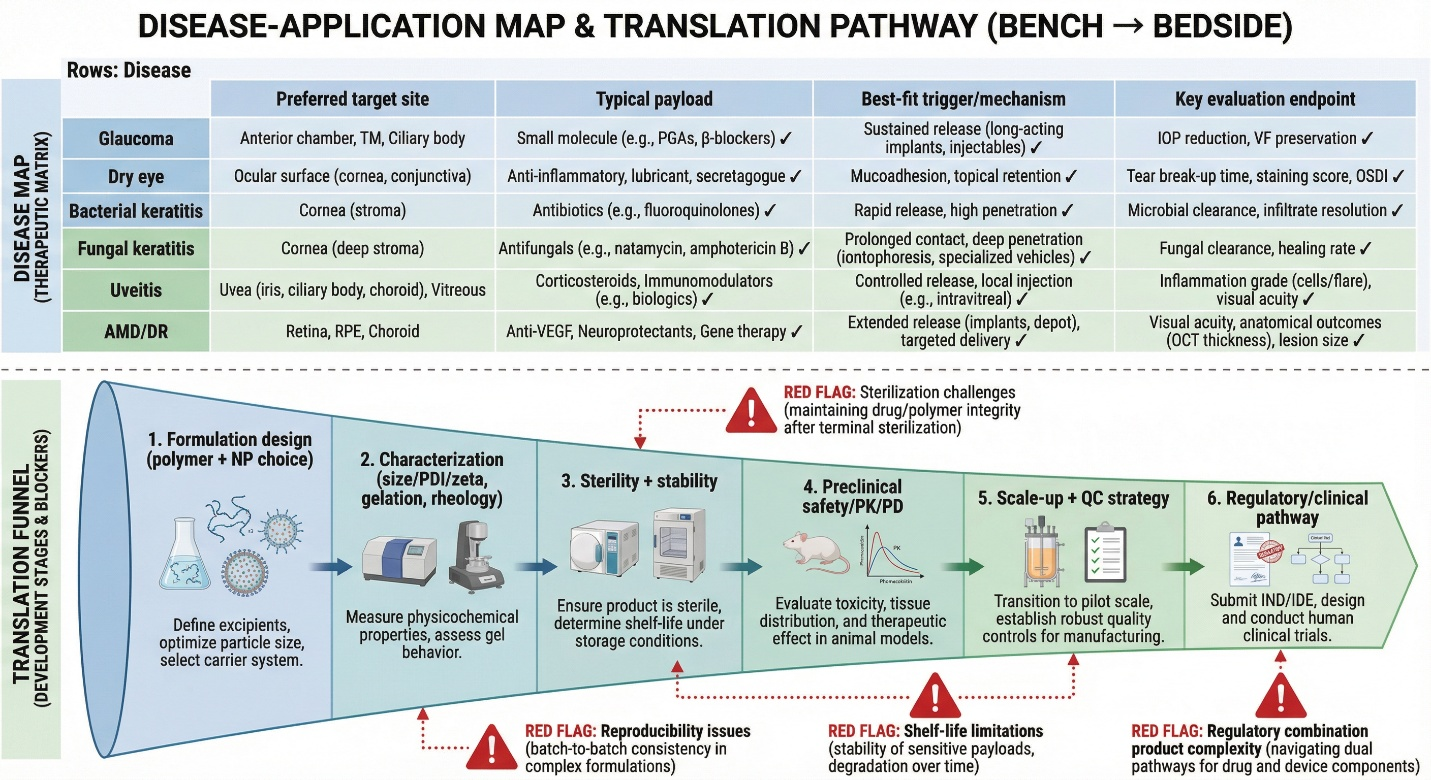 DISEASE-APPLICATION MAP & TRANSLATION PATHWAY (BENCH → BEDSIDE)
DISEASE MAP
(THERAPEUTIC MATRIX)
Rows: Disease
Preferred target site
Typical payload
Best-fit trigger/mechanism
Key evaluation endpoint
Glaucoma
Anterior chamber, TM, Ciliary body
Small molecule (e.g., PGAs, β-blockers) ✓
Sustained release (long-acting
implants, injectables) ✓
IOP reduction, VF preservation ✓
Dry eye
Ocular surface (cornea, conjunctiva)
Anti-inflammatory, lubricant, secretagogue ✓
Mucoadhesion, topical retention ✓
Tear break-up time, staining score, OSDI ✓
Bacterial keratitis
Cornea (stroma)
Antibiotics (e.g., fluoroquinolones) ✓
Rapid release, high penetration ✓
Microbial clearance, infiltrate resolution ✓
Fungal keratitis
Cornea (deep stroma)
Antifungals (e.g., natamycin, amphotericin B) ✓
Prolonged contact, deep penetration
(iontophoresis, specialized vehicles) ✓
Fungal clearance, healing rate ✓
Uveitis
Uvea (iris, ciliary body, choroid), Vitreous
Corticosteroids, Immunomodulators
(e.g., biologics) ✓
Controlled release, local injection
(e.g., intravitreal) ✓
Inflammation grade (cells/flare),
visual acuity ✓
AMD/DR
Retina, RPE, Choroid
Anti-VEGF, Neuroprotectants, Gene therapy ✓
Extended release (implants, depot),
targeted delivery ✓
Visual acuity, anatomical outcomes
(OCT thickness), lesion size ✓
TRANSLATION FUNNEL
(DEVELOPMENT STAGES & BLOCKERS)
RED FLAG: Sterilization challenges
(maintaining drug/polymer integrity
after terminal sterilization)
1. Formulation design
(polymer + NP choice)
Define excipients,
optimize particle size,
select carrier system.
2. Characterization
(size/PDI/zeta,
gelation, rheology)
Measure physicochemical
properties, assess gel
behavior.
3. Sterility + stability
Ensure product is sterile,
determine shelf-life under
storage conditions.
4. Preclinical
safety/PK/PD
PK
Evaluate toxicity, tissue
distribution, and therapeutic
effect in animal models.
5. Scale-up + QC strategy
Transition to pilot scale,
establish robust quality
controls for manufacturing.
6. Regulatory/clinical
pathway
Submit IND/IDE, design
and conduct human
clinical trials.
RED FLAG: Reproducibility issues
(batch-to-batch consistency in
complex formulations)
RED FLAG: Shelf-life limitations
(stability of sensitive payloads,
degradation over time)
RED FLAG: Regulatory combination
product complexity (navigating dual
pathways for drug and device components)